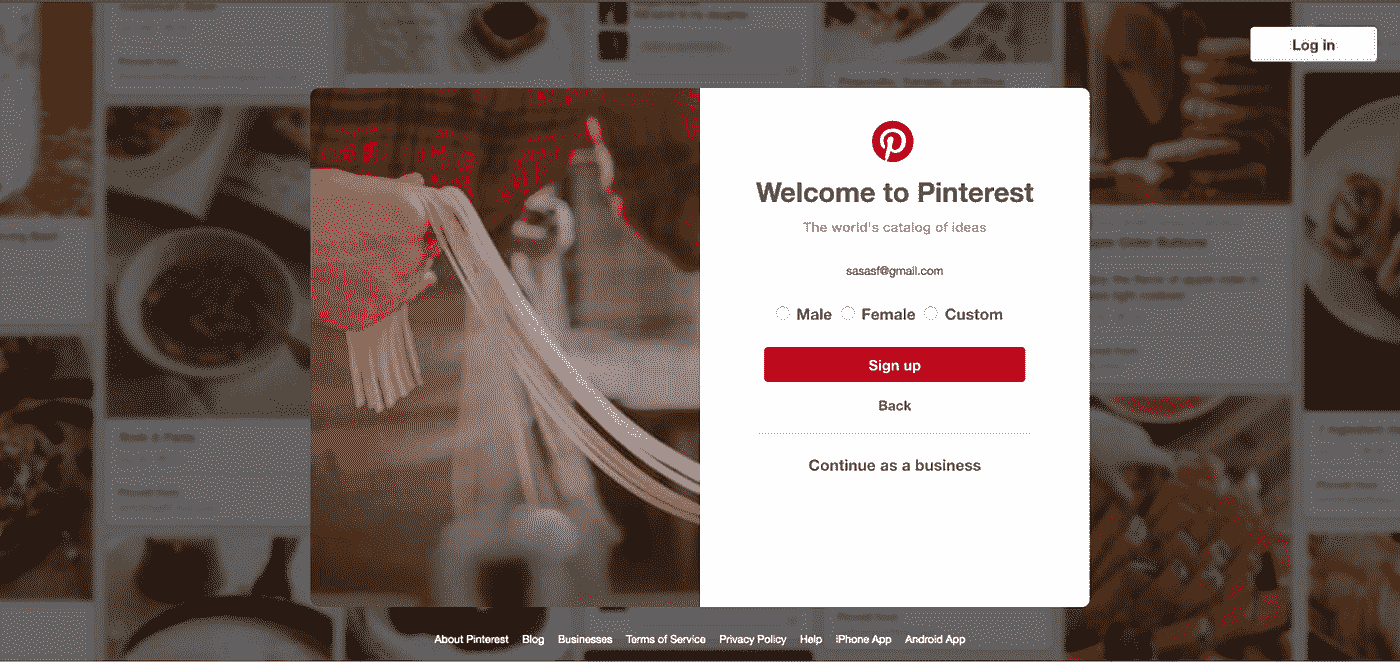 Log in
Welcome to Pinterest
The world's catalog of ideas
sasasf@gmail.com
Male Female Custom
Sign up
Back
Continue as a business
About Pinterest Blog Businesses Terms of Service Privacy Policy Help iPhone App Android App